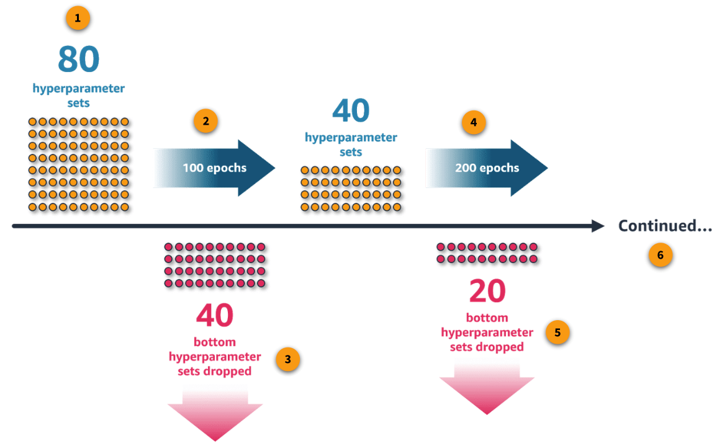 1
80
hyperparameter
sets
2
100 epochs
40
hyperparameter
sets
4
200 epochs
Continued...
6
40
bottom
hyperparameter
sets dropped
3
20
bottom
hyperparameter
sets dropped
5